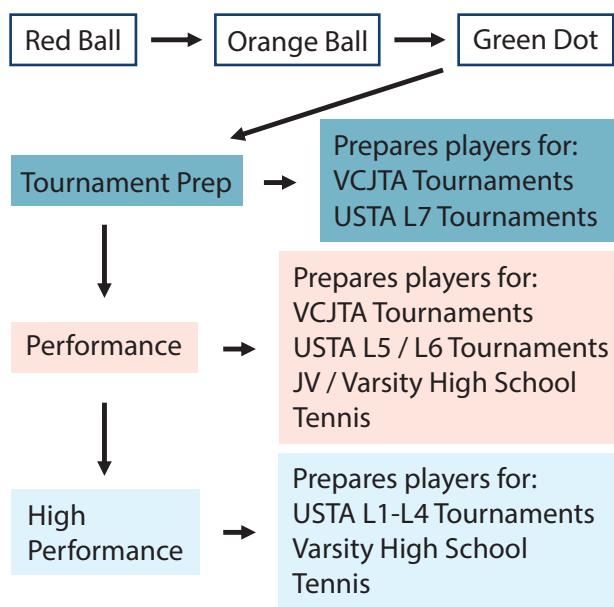 Red Ball
Orange Ball
Green Dot
Tournament Prep
Prepares players for:
VCJTA Tournaments
USTA L7 Tournaments
Performance
Prepares players for:
VCJTA Tournaments
USTA L5 / L6 Tournaments
JV / Varsity High School
Tennis
High
Performance
Prepares players for:
USTA L1-L4 Tournaments
Varsity High School
Tennis